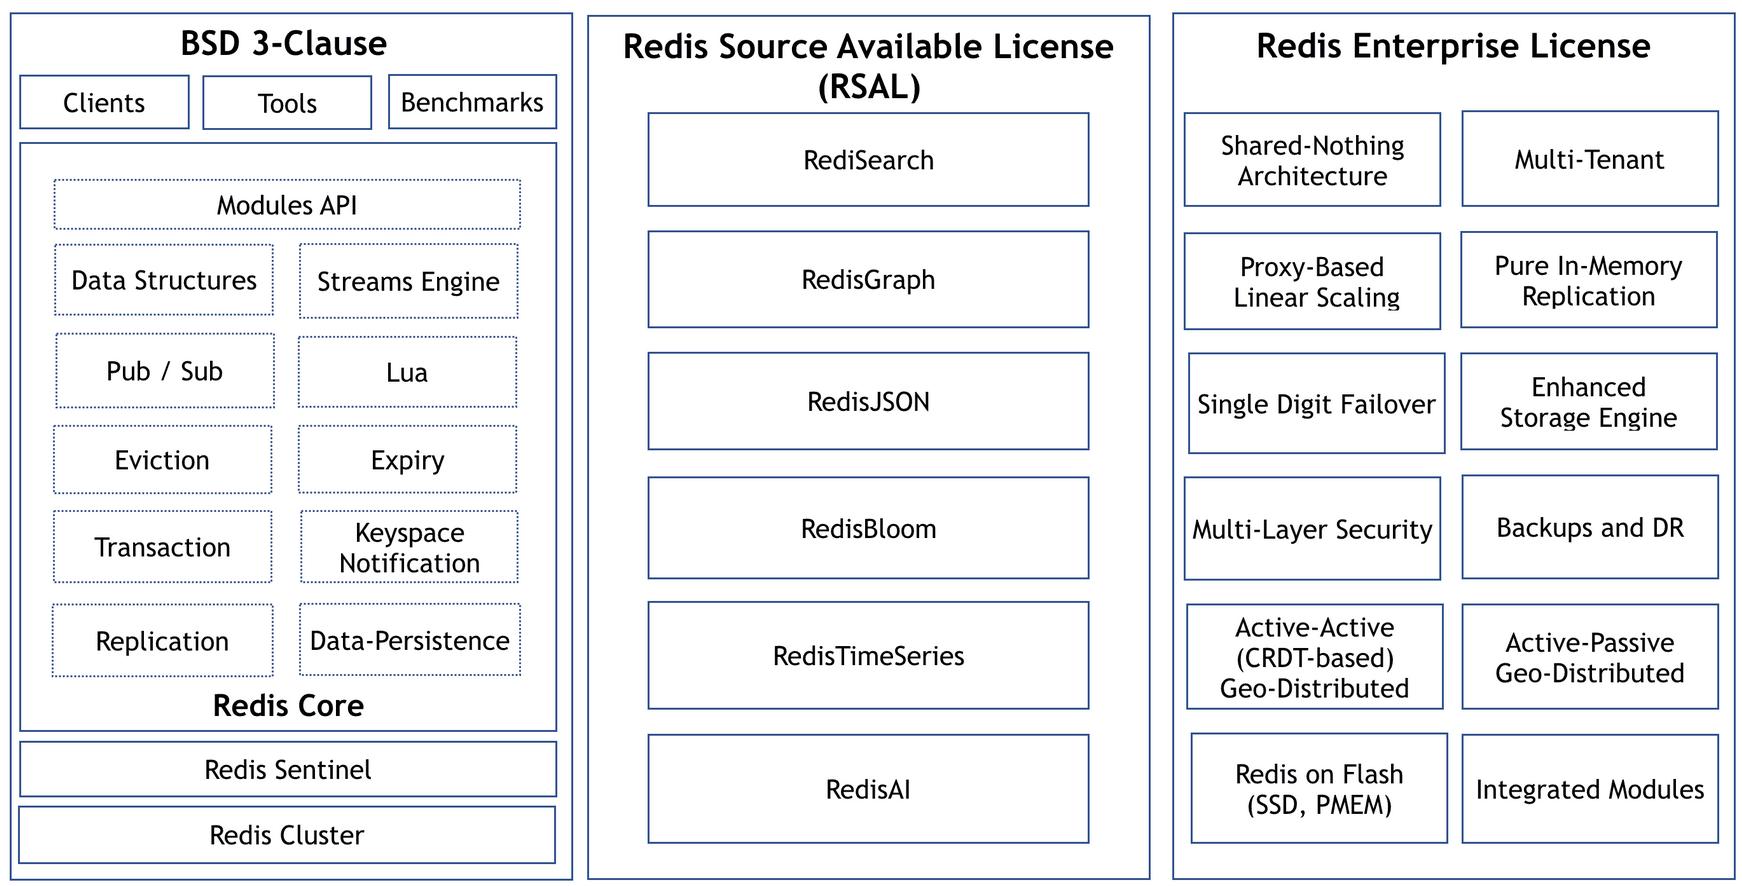 BSD 3-Clause
Clients
Tools
Benchmarks
Modules API
Data Structures
Streams Engine
Pub / Sub
Lua
Eviction
Expiry
Transaction
Keyspace
Notification
Replication
Data-Persistence
Redis Core
Redis Sentinel
Redis Cluster
Redis Source Available License
(RSAL)
RediSearch
RedisGraph
RedisJSON
RedisBloom
RedisTimeSeries
RedisAI
Redis Enterprise License
Shared-Nothing
Architecture
Multi-Tenant
Proxy-Based
Linear Scaling
Pure In-Memory
Replication
Single Digit Failover
Enhanced
Storage Engine
Multi-Layer Security
Backups and DR
Active-Active
(CRDT-based)
Geo-Distributed
Active-Passive
Geo-Distributed
Redis on Flash
(SSD, PMEM)
Integrated Modules